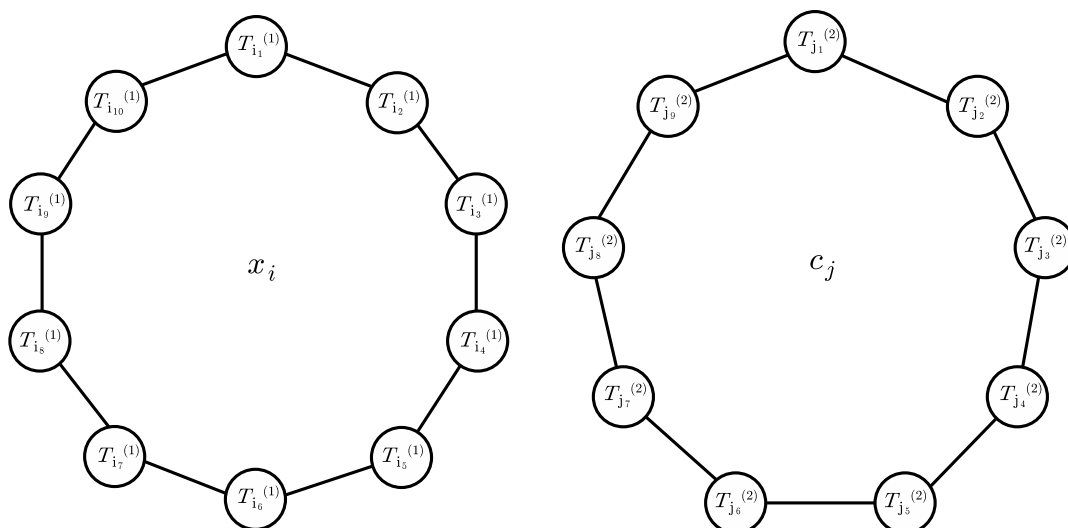 T_{i_1}^{(1)}
T_{i_2}^{(1)}
T_{i_3}^{(1)}
T_{i_4}^{(1)}
T_{i_5}^{(1)}
T_{i_6}^{(1)}
T_{i_7}^{(1)}
T_{i_8}^{(1)}
T_{i_9}^{(1)}
T_{i_{10}}^{(1)}
x_i
T_{j_1}^{(2)}
T_{j_2}^{(2)}
T_{j_3}^{(2)}
T_{j_4}^{(2)}
T_{j_5}^{(2)}
T_{j_6}^{(2)}
T_{j_7}^{(2)}
T_{j_8}^{(2)}
T_{j_9}^{(2)}
c_j